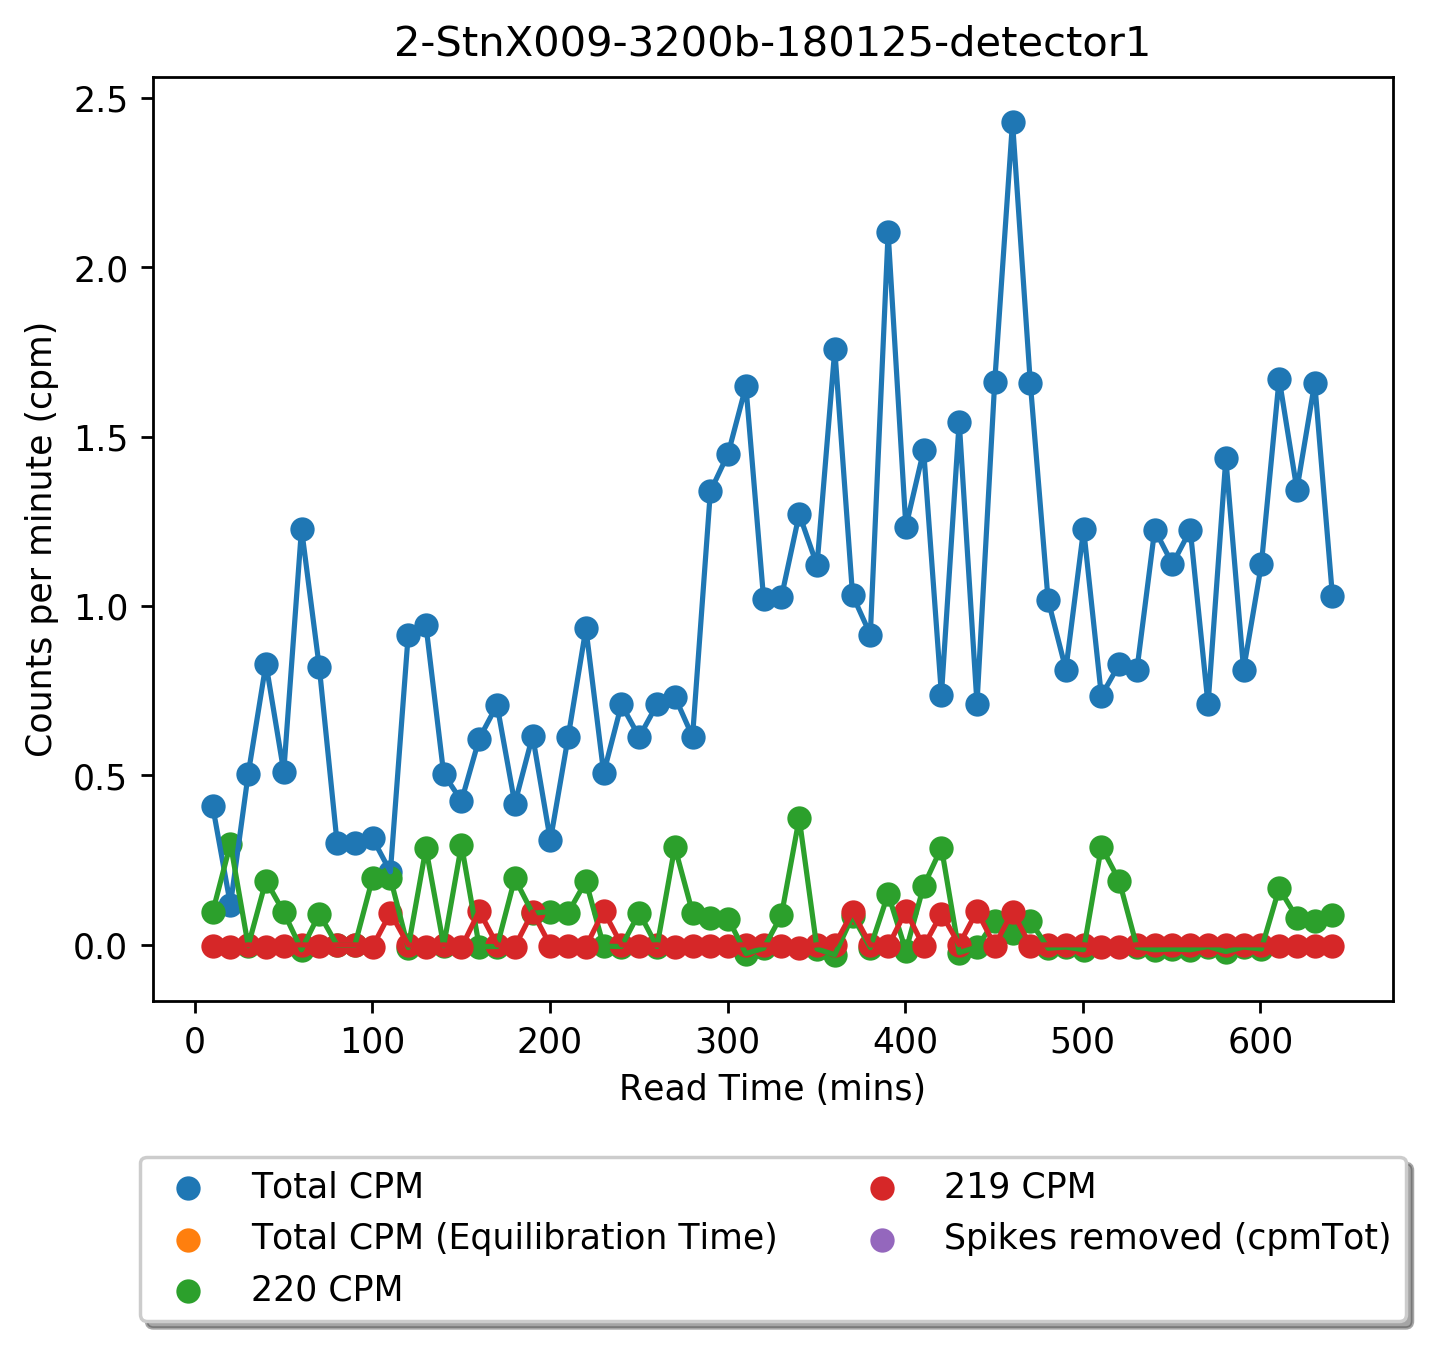 2-StnX009-3200b-180125-detector1
2.5
2.0
1.5
1.0
0.5
0.0
Counts per minute (cpm)
0 100 200 300 400 500 600
Read Time (mins)
Total CPM
Total CPM (Equilibration Time)
220 CPM
219 CPM
Spikes removed (cpmTot)